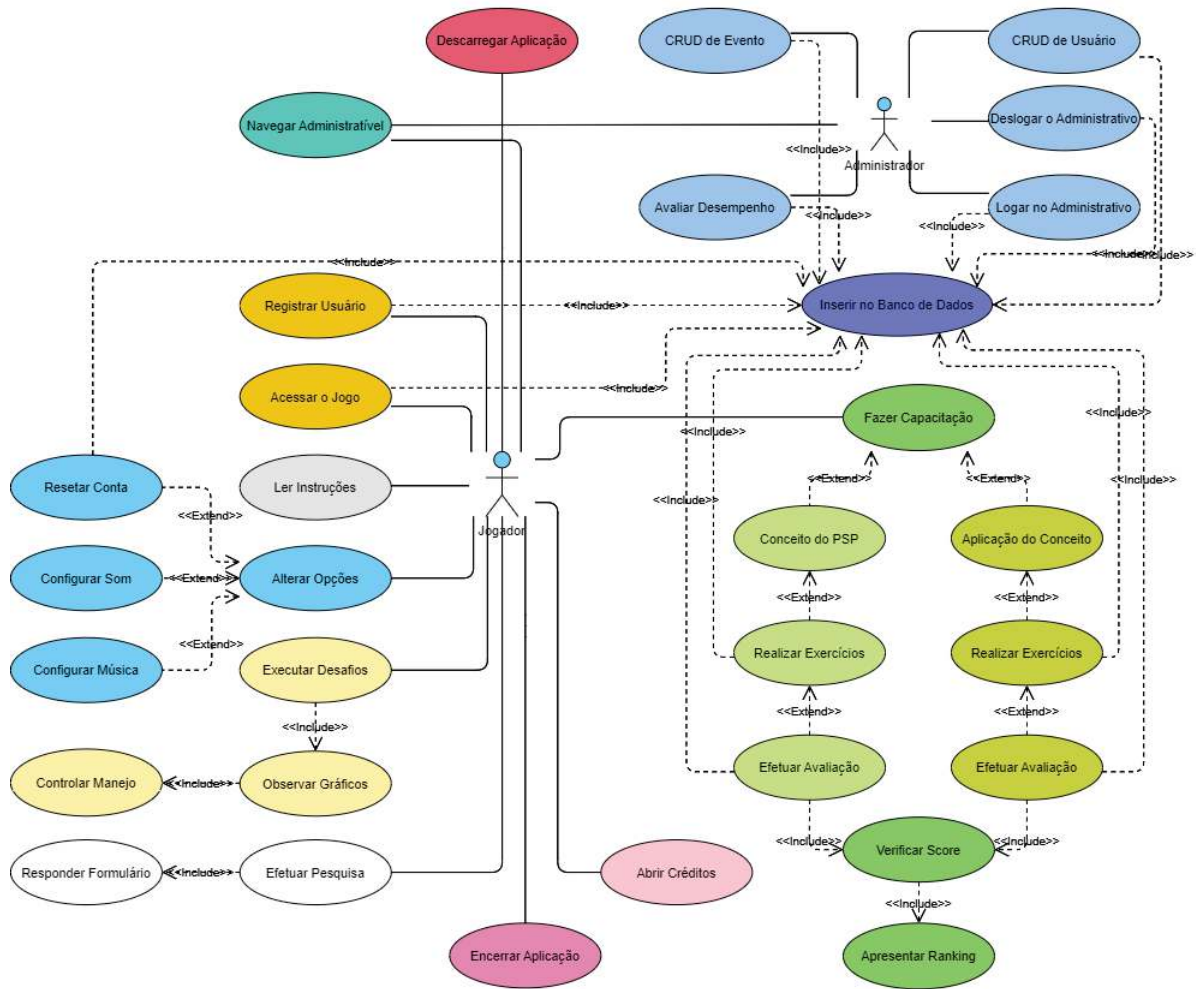 Descarregar Aplicação
CRUD de Evento
CRUD de Usuário
Navegar Administratível
Deslogar o Administrativo
<<Include>>
Administrador
Avaliar Desempenho
Logar no Administrativo
<<Include>>
<<Include>>
<<Include>>
<<Include>>
<<Include>>
Registrar Usuário
<<Include>>
Inserir no Banco de Dados
Acessar o Jogo
<<Include>>
Fazer Capacitação
<<Include>>
<<Include>>
<<Include>>
Resetar Conta
Ler Instruções
<<Extend>>
<<Extend>>
<<Extend>>
Jogador
Conceito do PSP
Aplicação do Conceito
Configurar Som
<<Extend>>
Alterar Opções
<<Extend>>
<<Extend>>
<<Extend>>
Configurar Música
Executar Desafios
Realizar Exercícios
Realizar Exercícios
<<Include>>
<<Extend>>
<<Extend>>
Controlar Manejo
<<Include>>
Observar Gráficos
Efetuar Avaliação
Efetuar Avaliação
<<Include>>
<<Include>>
Verificar Score
Responder Formulário
<<Include>>
Efetuar Pesquisa
Abrir Créditos
<<Include>>
Encerrar Aplicação
Apresentar Ranking